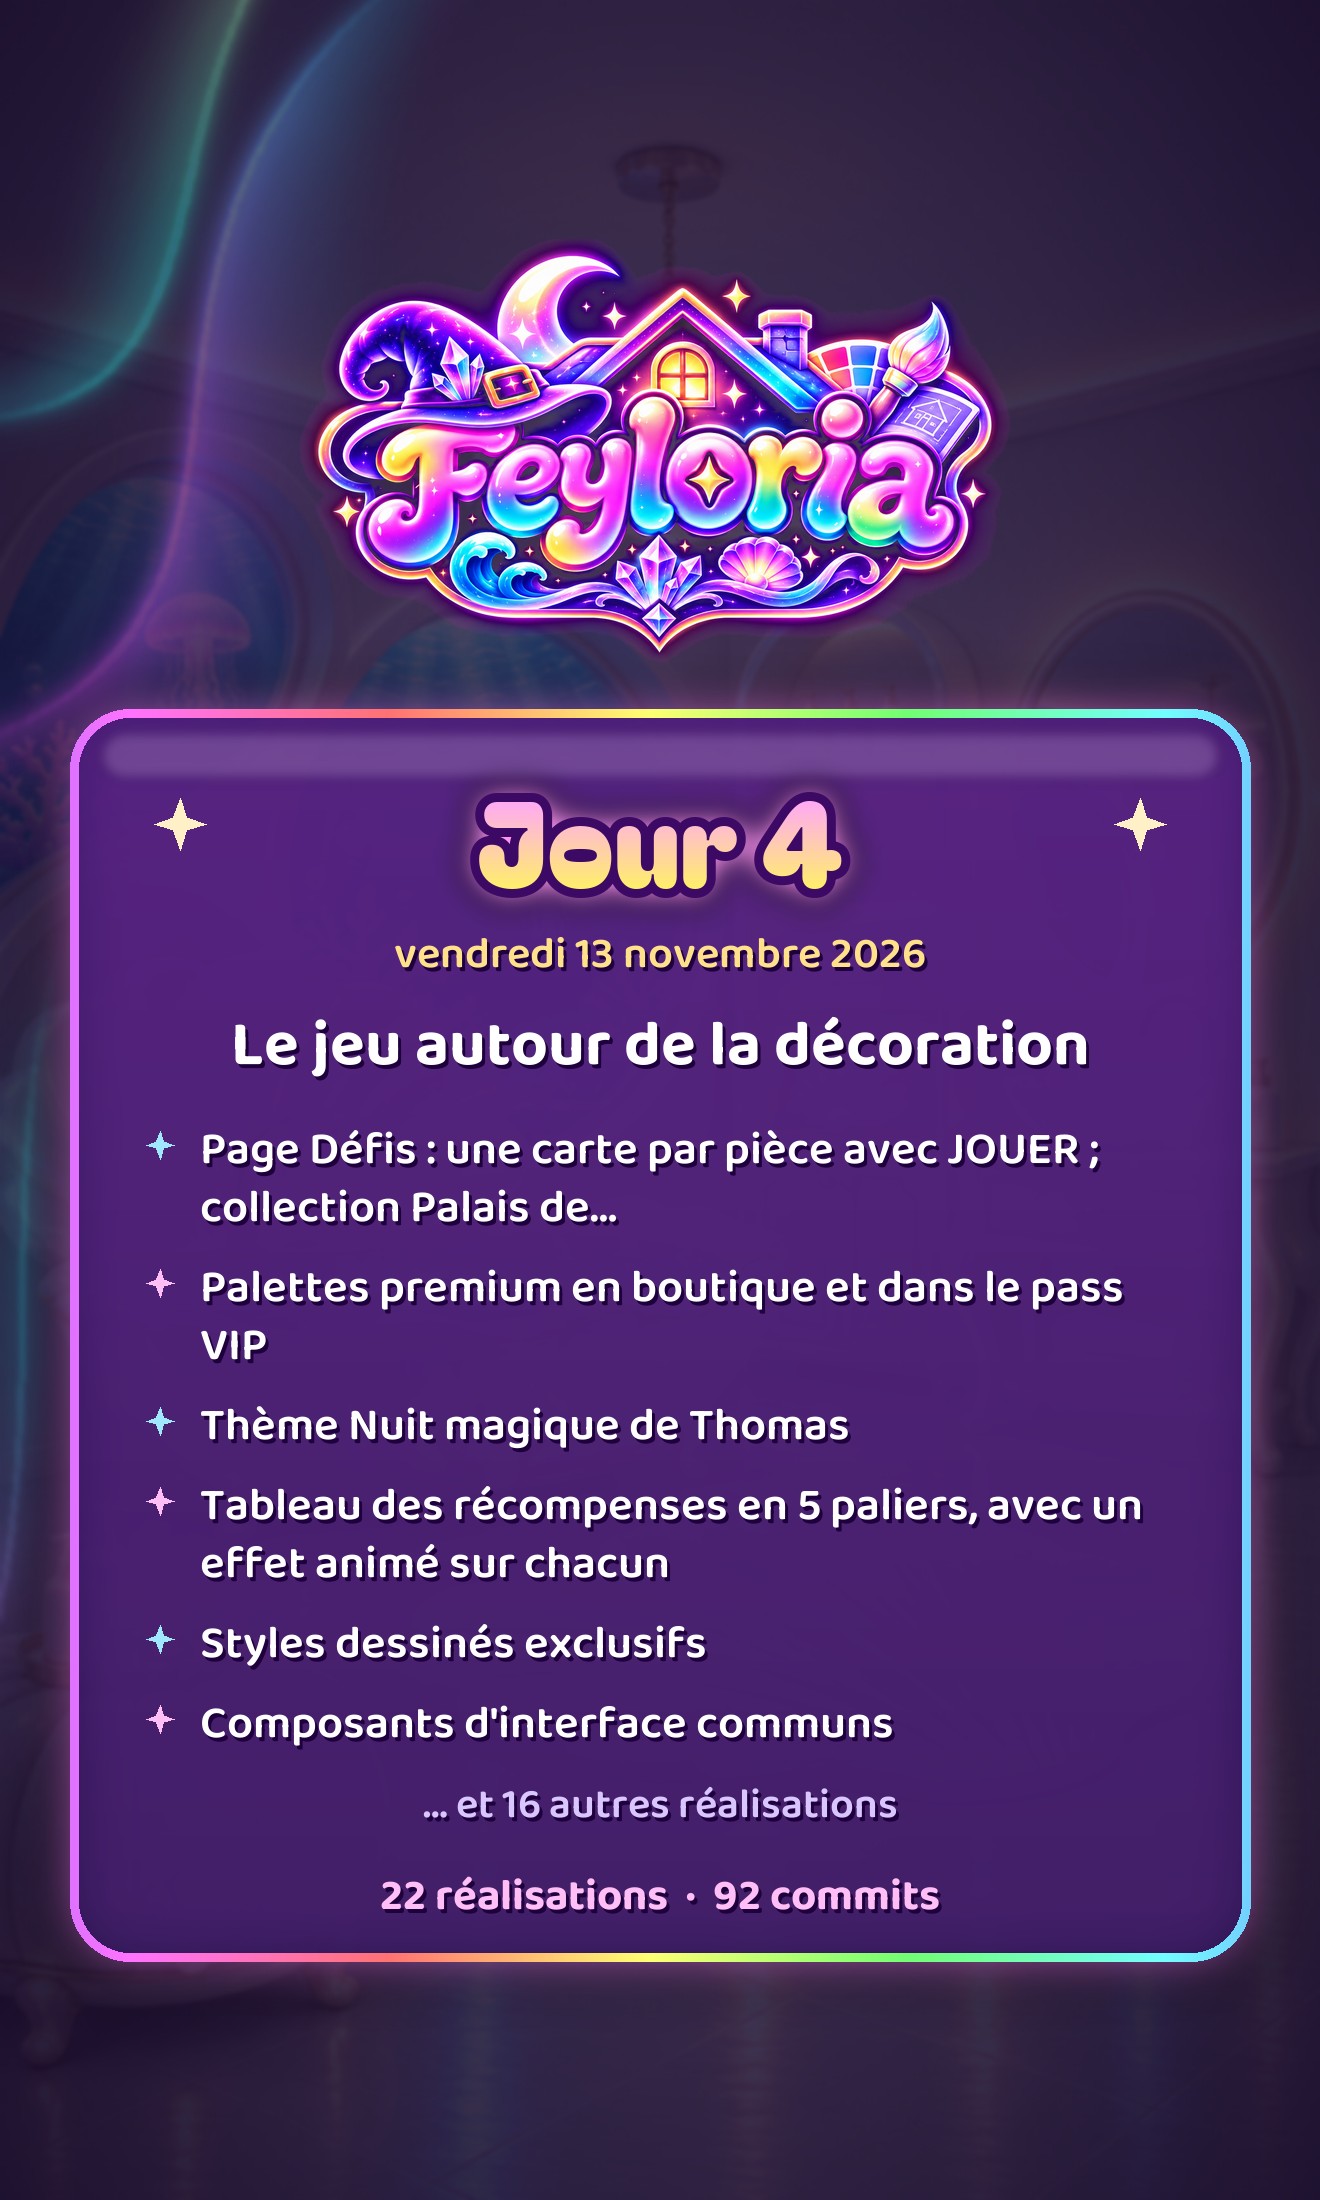 Feyloria
Jour 4
vendredi 13 novembre 2026
Le jeu autour de la décoration
Page Défis : une carte par pièce avec JOUER ;
collection Palais de...
Palettes premium en boutique et dans le pass
VIP
Thème Nuit magique de Thomas
Tableau des récompenses en 5 paliers, avec un
effet animé sur chacun
Styles dessinés exclusifs
Composants d'interface communs
... et 16 autres réalisations
22 réalisations · 92 commits